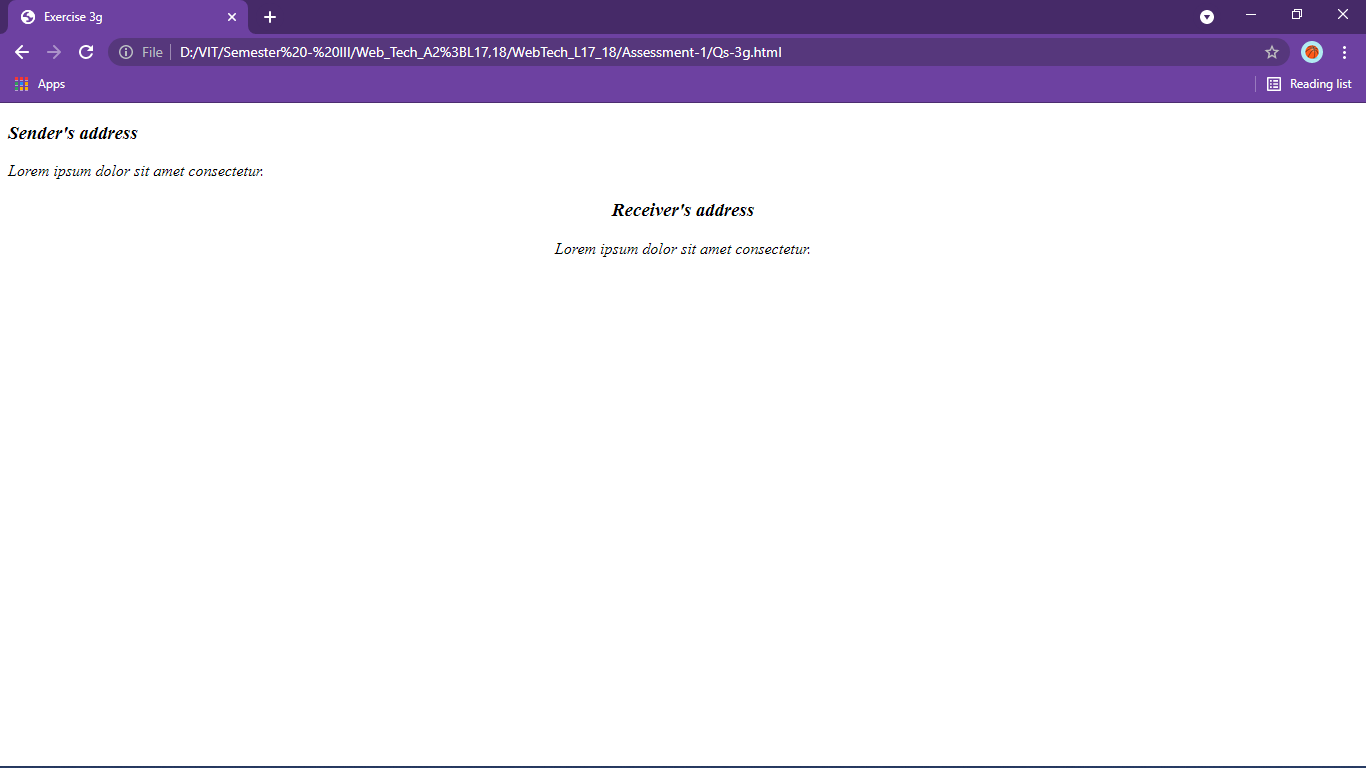 Exercise 3g
File D:/VIT/Semester%20-%20III/Web_Tech_A2%3BL17,18/WebTech_L17_18/Assessment-1/Qs-3g.html
Apps Reading list
Sender's address
Lorem ipsum dolor sit amet consectetur.
Receiver's address
Lorem ipsum dolor sit amet consectetur.